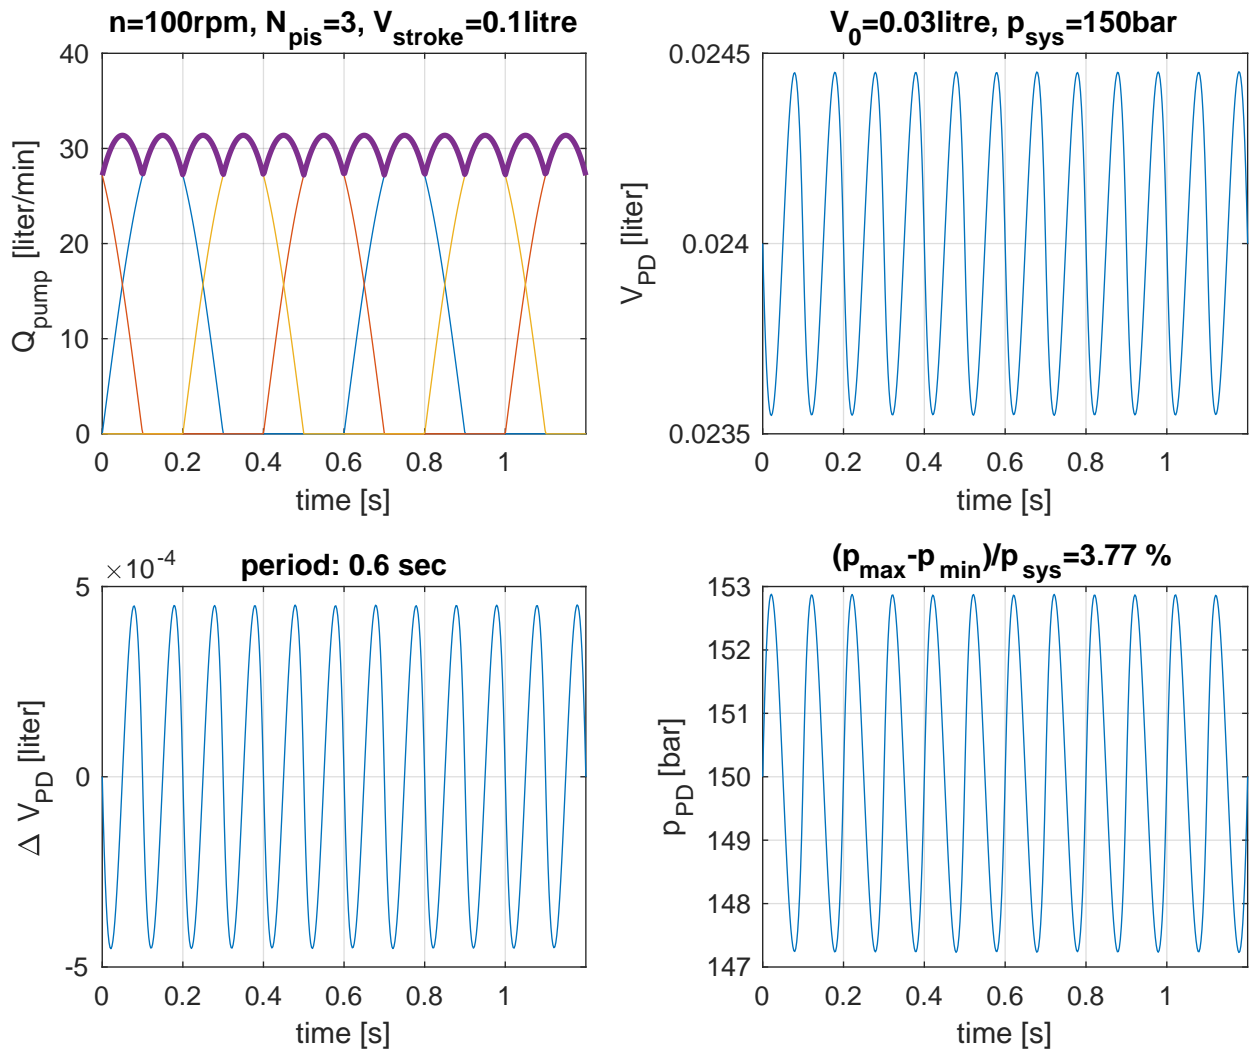 n=100rpm, N_pis=3, V_stroke=0.1litre
40
30
20
10
0
Q_pump [liter/min]
0 0.2 0.4 0.6 0.8 1
time [s]
V_0=0.03litre, p_sys=150bar
0.0245
0.024
0.0235
V_PD [liter]
0 0.2 0.4 0.6 0.8 1
time [s]
×10^-4
period: 0.6 sec
5
0
-5
Δ V_PD [liter]
0 0.2 0.4 0.6 0.8 1
time [s]
(p_max-p_min)/p_sys=3.77 %
153
152
151
150
149
148
147
p_PD [bar]
0 0.2 0.4 0.6 0.8 1
time [s]